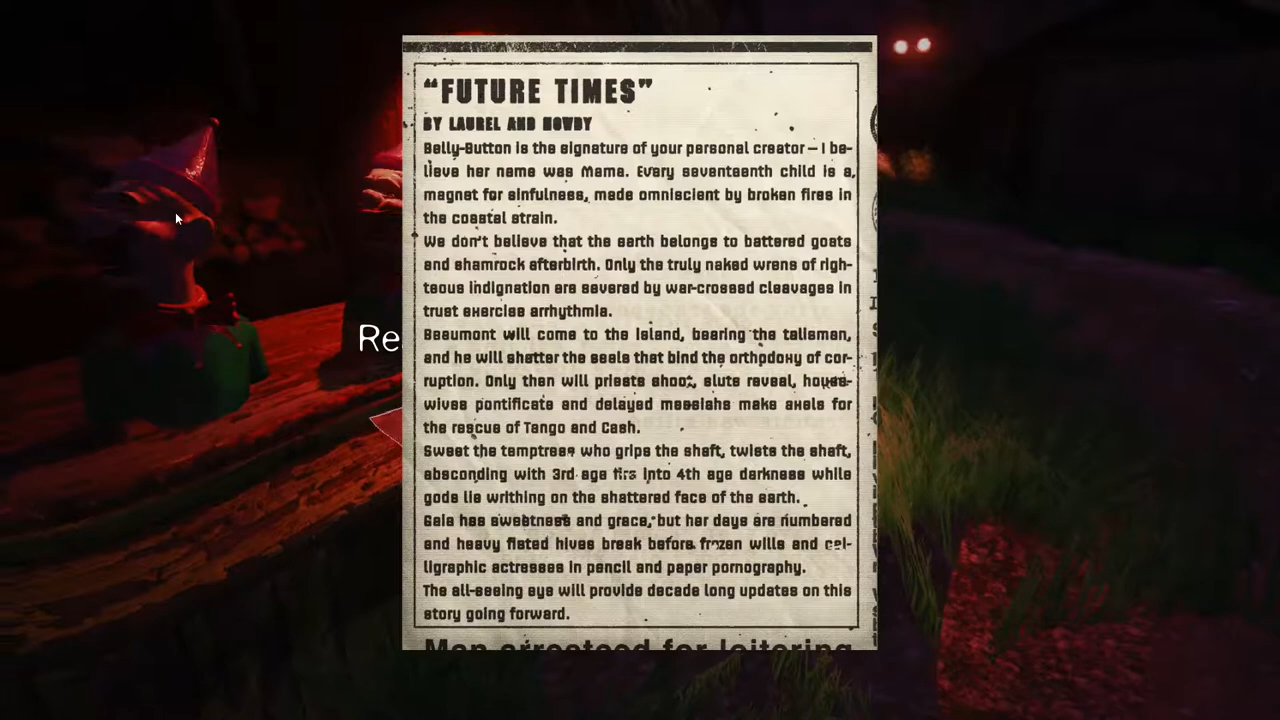 “FUTURE TIMES”
BY LAUREL AND HOWDY
Belly-Button is the signature of your personal creator – I be-
lieve her name was Mama. Every seventeenth child is a,
magnet for sinfulness, made omniscient by broken fires in
the coastal strain.
We don't believe that the earth belongs to battered goats
and shamrock afterbirth. Only the truly naked wrens of righ-
teous indignation are severed by war-crossed cleavages in
trust exercise arrhythmia.
Beaumont will come to the island, bearing the talisman,
and he will shatter the seals that bind the orthpdoxy of cor-
ruption. Only then will priests shoot, sluts reveal, house-
wives pontificate and delayed messiahs make axels for
the rescue of Tango and Cash.
Sweet the temptress who grips the shaft, twists the shaft,
absconding with 3rd age fire into 4th age darkness while
gods lie writhing on the shattered face of the earth.
Gaia has sweetness and grace, but her days are numbered
and heavy fisted hives break before frozen wills and cal-
ligraphic actresses in pencil and paper pornography.
The all-seeing eye will provide decade long updates on this
story going forward.
Man arrested for loitering
Re